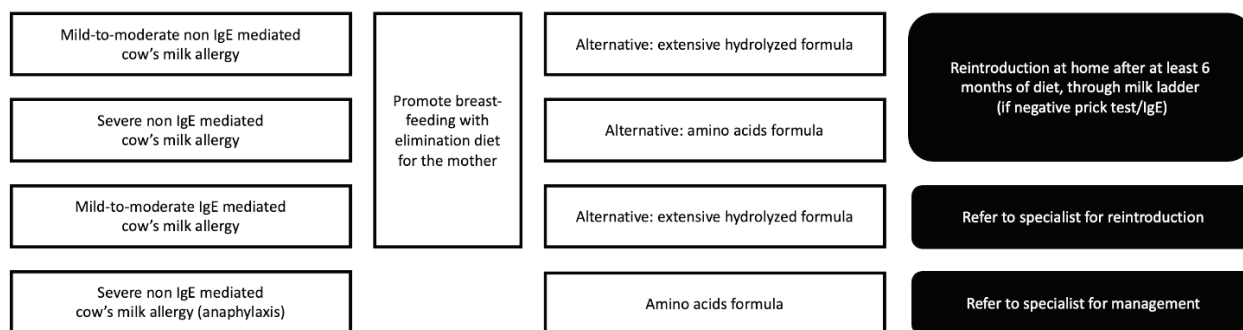 Mild-to-moderate non IgE mediated
cow's milk allergy
Alternative: extensive hydrolyzed formula
Reintroduction at home after at least 6
months of diet, through milk ladder
(if negative prick test/IgE)
Promote breast-
feeding with
elimination diet
for the mother
Severe non IgE mediated
cow's milk allergy
Alternative: amino acids formula
Mild-to-moderate IgE mediated
cow's milk allergy
Alternative: extensive hydrolyzed formula
Refer to specialist for reintroduction
Severe non IgE mediated
cow's milk allergy (anaphylaxis)
Amino acids formula
Refer to specialist for management